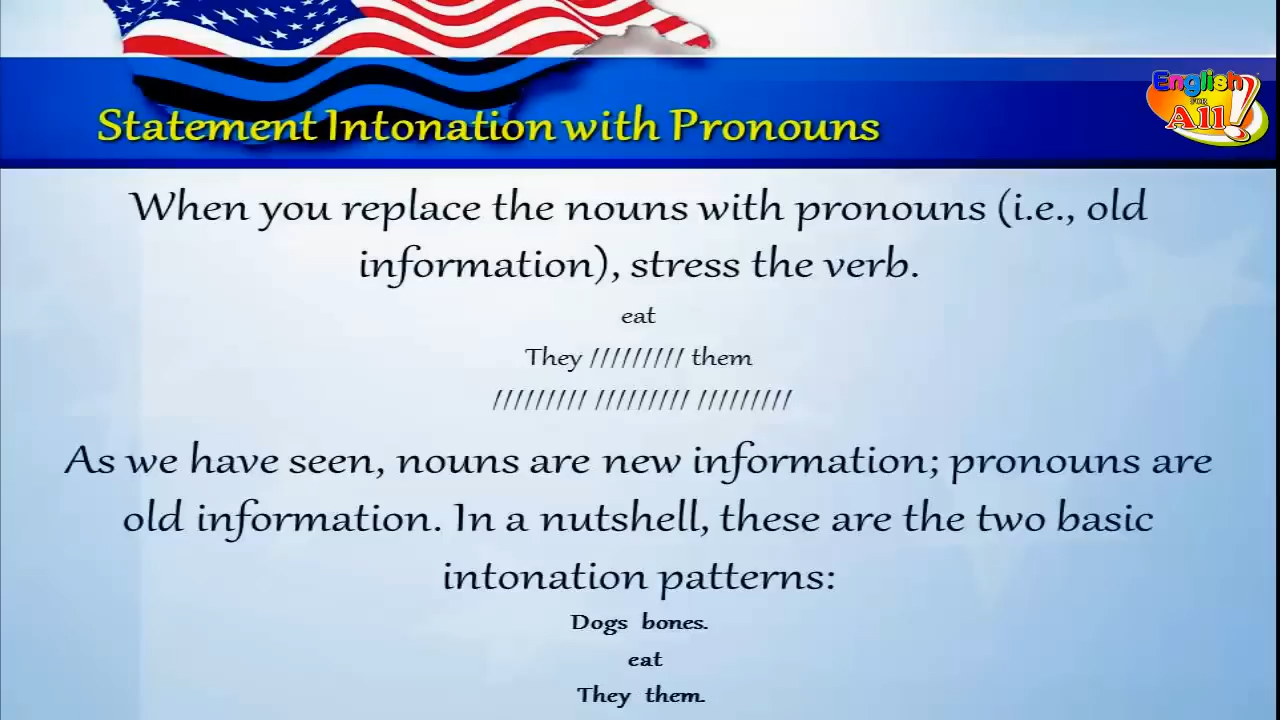 English
FOR
All!
Statement Intonation with Pronouns
When you replace the nouns with pronouns (i.e., old
information), stress the verb.
eat
They ///////// them
///////// ///////// /////////
As we have seen, nouns are new information; pronouns are
old information. In a nutshell, these are the two basic
intonation patterns:
Dogs bones.
eat
They them.